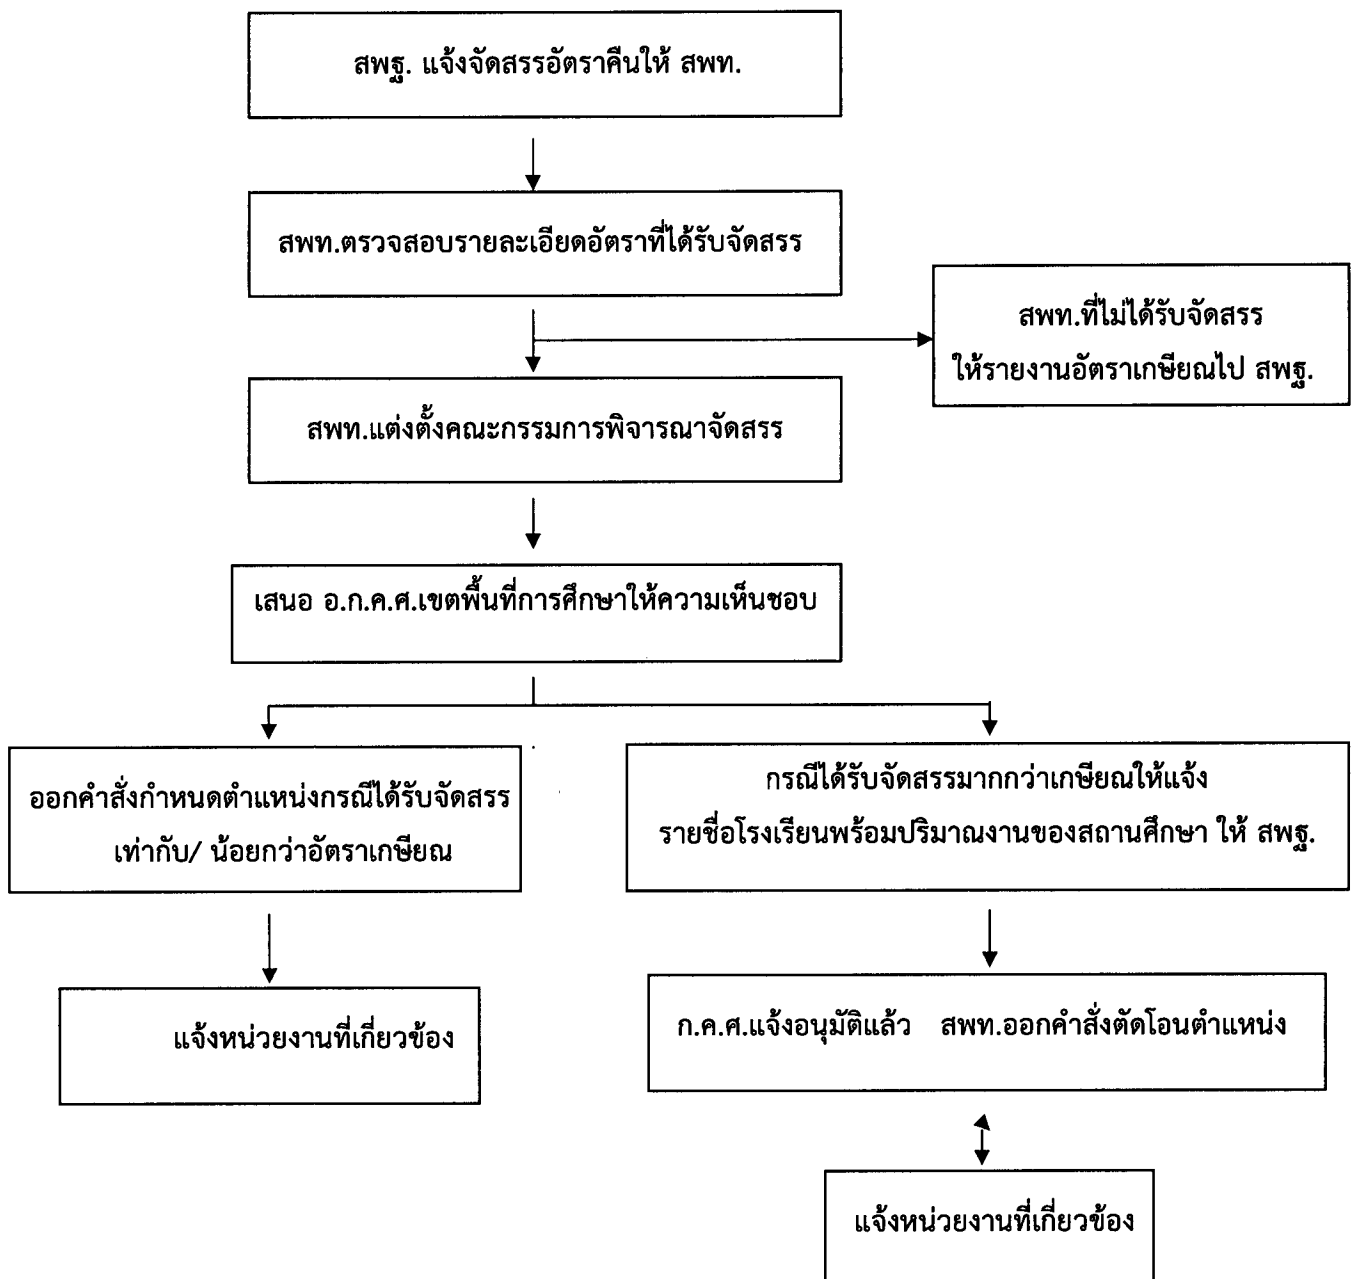 สพฐ. แจ้งจัดสรรอัตราคืนให้ สพท.
สพท.ตรวจสอบรายละเอียดอัตราที่ได้รับจัดสรร
สพท.ที่ไม่ได้รับจัดสรร
ให้รายงานอัตราเกษียณไป สพฐ.
สพท.แต่งตั้งคณะกรรมการพิจารณาจัดสรร
เสนอ อ.ก.ค.ศ.เขตพื้นที่การศึกษาให้ความเห็นชอบ
ออกคำสั่งกำหนดตำแหน่งกรณีได้รับจัดสรร
เท่ากับ/ น้อยกว่าอัตราเกษียณ
กรณีได้รับจัดสรรมากกว่าเกษียณให้แจ้ง
รายชื่อโรงเรียนพร้อมปริมาณงานของสถานศึกษา ให้ สพฐ.
แจ้งหน่วยงานที่เกี่ยวข้อง
ก.ค.ศ.แจ้งอนุมัติแล้ว สพท.ออกคำสั่งตัดโอนตำแหน่ง
แจ้งหน่วยงานที่เกี่ยวข้อง